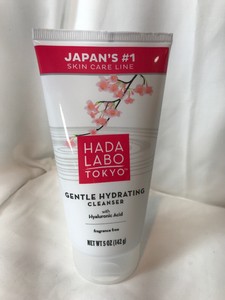 JAPAN'S #1
SKIN CARE LINE
HADA
LABO
TOKYO
GENTLE HYDRATING
CLEANSER
with
Hyaluronic Acid
fragrance free
NET WT 5 OZ (142g)